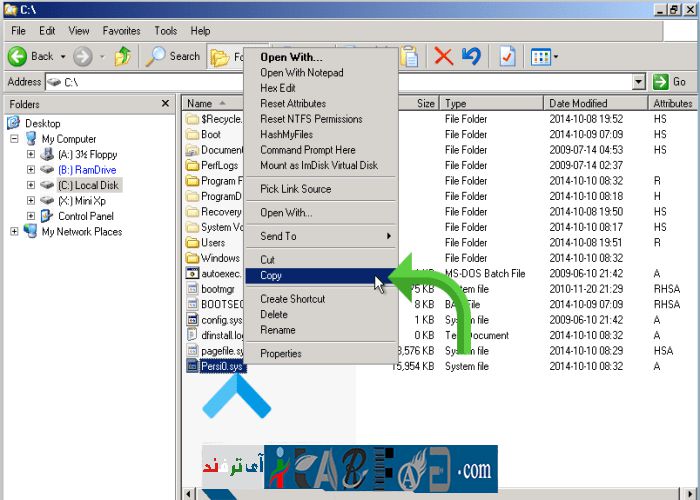 C:\
File Edit View Favorites Tools Help
Back Search Fo
Address C:\ Go
Folders
Desktop
My Computer
(A:) 3½ Floppy
(B:) RamDrive
(C:) Local Disk
(X:) Mini Xp
Control Panel
My Network Places
Open With...
Open With Notepad
Hex Edit
Reset Attributes
Reset NTFS Permissions
HashMyFiles
Command Prompt Here
Mount as ImDisk Virtual Disk
Pick Link Source
Open With...
Send To
Cut
Copy
Create Shortcut
Delete
Rename
Properties
Name Size Type Date Modified Attributes
$Recycle. File Folder 2014-10-08 19:52 HS
Boot File Folder 2014-10-09 07:09 HS
Document File Folder 2009-07-14 04:53 HS
PerfLogs File Folder 2009-07-14 02:37
Program F File Folder 2014-10-10 08:32 R
ProgramD File Folder 2014-10-08 18:18 H
Recovery File Folder 2014-10-08 19:50 HS
System Vo File Folder 2014-10-08 18:17 HS
Users File Folder 2014-10-08 19:51 R
Windows File Folder 2014-10-10 08:32
autoexec. KB MS-DOS Batch File 2009-06-10 21:42 A
bootmgr 75 KB System file 2010-11-20 21:29 RHSA
BOOTSEC 8 KB BA File 2014-10-09 07:09 RHSA
config.sys 1 KB System file 2009-06-10 21:42 A
dfinstall.log 0 KB Text Document 2014-10-10 08:32 A
pagefile.sy 3,576 KB System file 2014-10-10 08:29 HSA
Persi0.sys 15,954 KB System file 2014-10-10 08:32 A
آی ترفند
iTARFAND.com